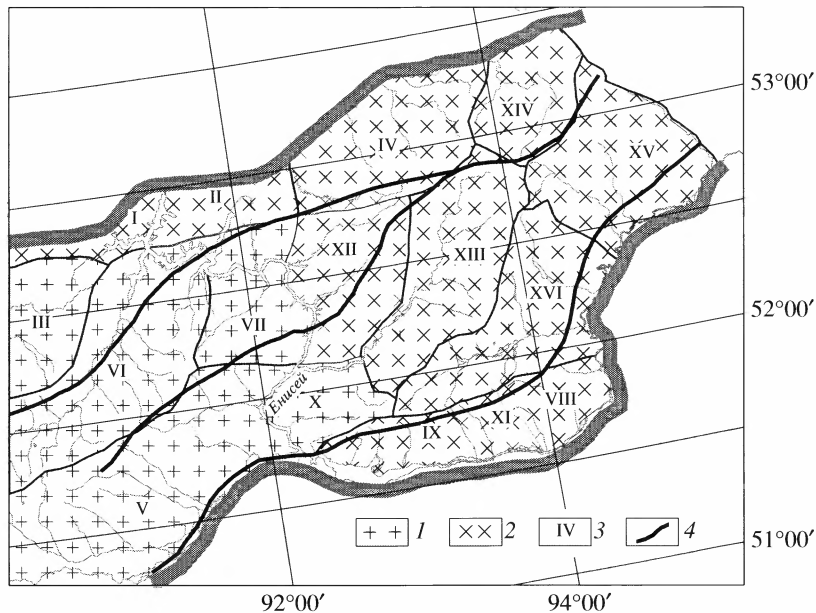 XIV
53°00′
IV
XV
II
I
XII
XIII
XVI
III
VII
52°00′
VI
Енисей
X
VIII
XI
IX
V
1
2
IV 3
4
51°00′
92°00′
94°00′